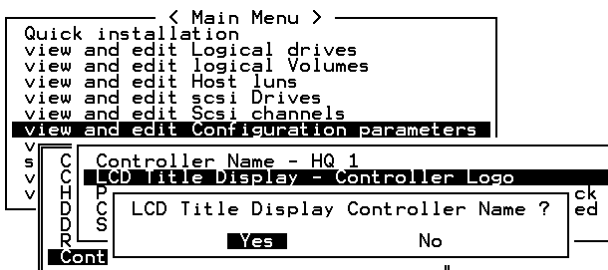 < Main Menu >
Quick installation
view and edit Logical drives
view and edit logical Volumes
view and edit Host luns
view and edit scsi Drives
view and edit Scsi channels
view and edit Configuration parameters
v
s C Controller Name - HQ 1
v C LCD Title Display - Controller Logo
v H P ck
D C LCD Title Display Controller Name ? ed
D S
R Yes No
Cont